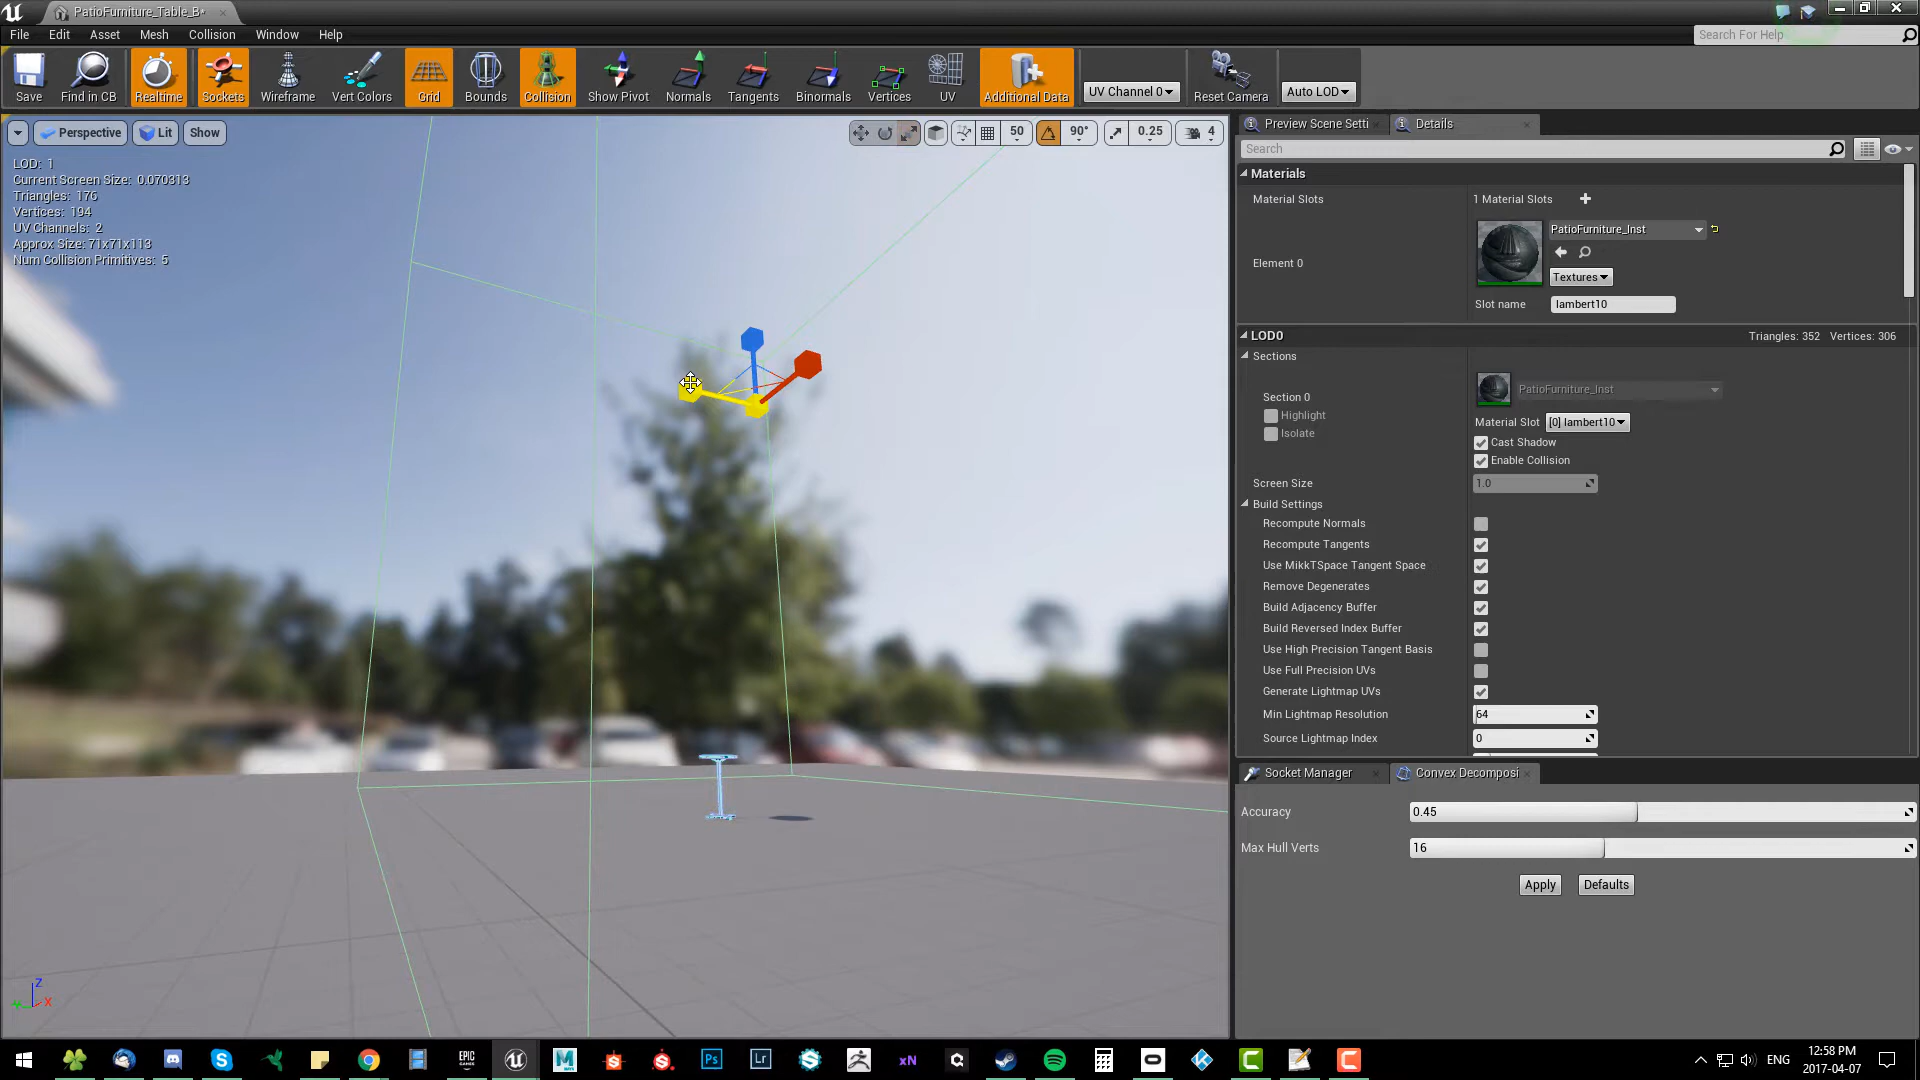 PatioFurniture_Table_B*
File Edit Asset Mesh Collision Window Help
Search For Help
Save Find in CB Realtime Sockets Wireframe Vert Colors Grid Bounds Collision Show Pivot Normals Tangents Binormals Vertices UV Additional Data UV Channel 0 Reset Camera Auto LOD
Perspective Lit Show 50 90° 0.25 4
LOD: 1
Current Screen Size: 0.070313
Triangles: 176
Vertices: 194
UV Channels: 2
Approx Size: 71x71x113
Num Collision Primitives: 5
Z
X
Preview Scene Setti Details
Search
Materials
Material Slots 1 Material Slots
Element 0
PatioFurniture_Inst
Textures
Slot name lambert10
LOD0 Triangles: 352 Vertices: 306
Sections
Section 0
Highlight
Isolate
PatioFurniture_Inst
Material Slot [0] lambert10
Cast Shadow
Enable Collision
Screen Size 1.0
Build Settings
Recompute Normals
Recompute Tangents
Use MikkTSpace Tangent Space
Remove Degenerates
Build Adjacency Buffer
Build Reversed Index Buffer
Use High Precision Tangent Basis
Use Full Precision UVs
Generate Lightmap UVs
Min Lightmap Resolution 64
Source Lightmap Index 0
Socket Manager Convex Decomposi
Accuracy 0.45
Max Hull Verts 16
Apply Defaults
EPIC GAMES
Ps Lr xN
ENG
12:58 PM
2017-04-07